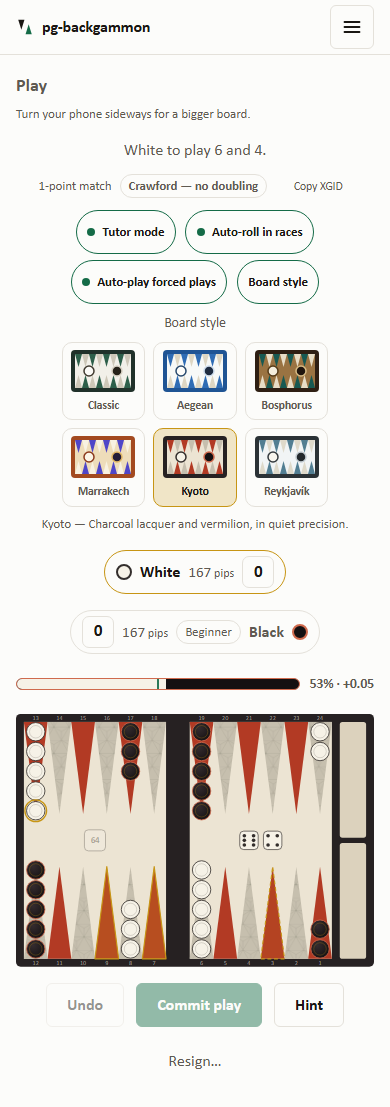 pg-backgammon
Play
Turn your phone sideways for a bigger board.
White to play 6 and 4.
1-point match Crawford — no doubling Copy XGID
Tutor mode Auto-roll in races
Auto-play forced plays Board style
Board style
Classic Aegean Bosphorus
Marrakech Kyoto Reykjavík
Kyoto — Charcoal lacquer and vermilion, in quiet precision.
White 167 pips 0
0 167 pips Beginner Black
53% · +0.05
13 14 15 16 17 18 19 20 21 22 23 24
64
12 11 10 9 8 7 6 5 4 3 2 1
Undo Commit play Hint
Resign...